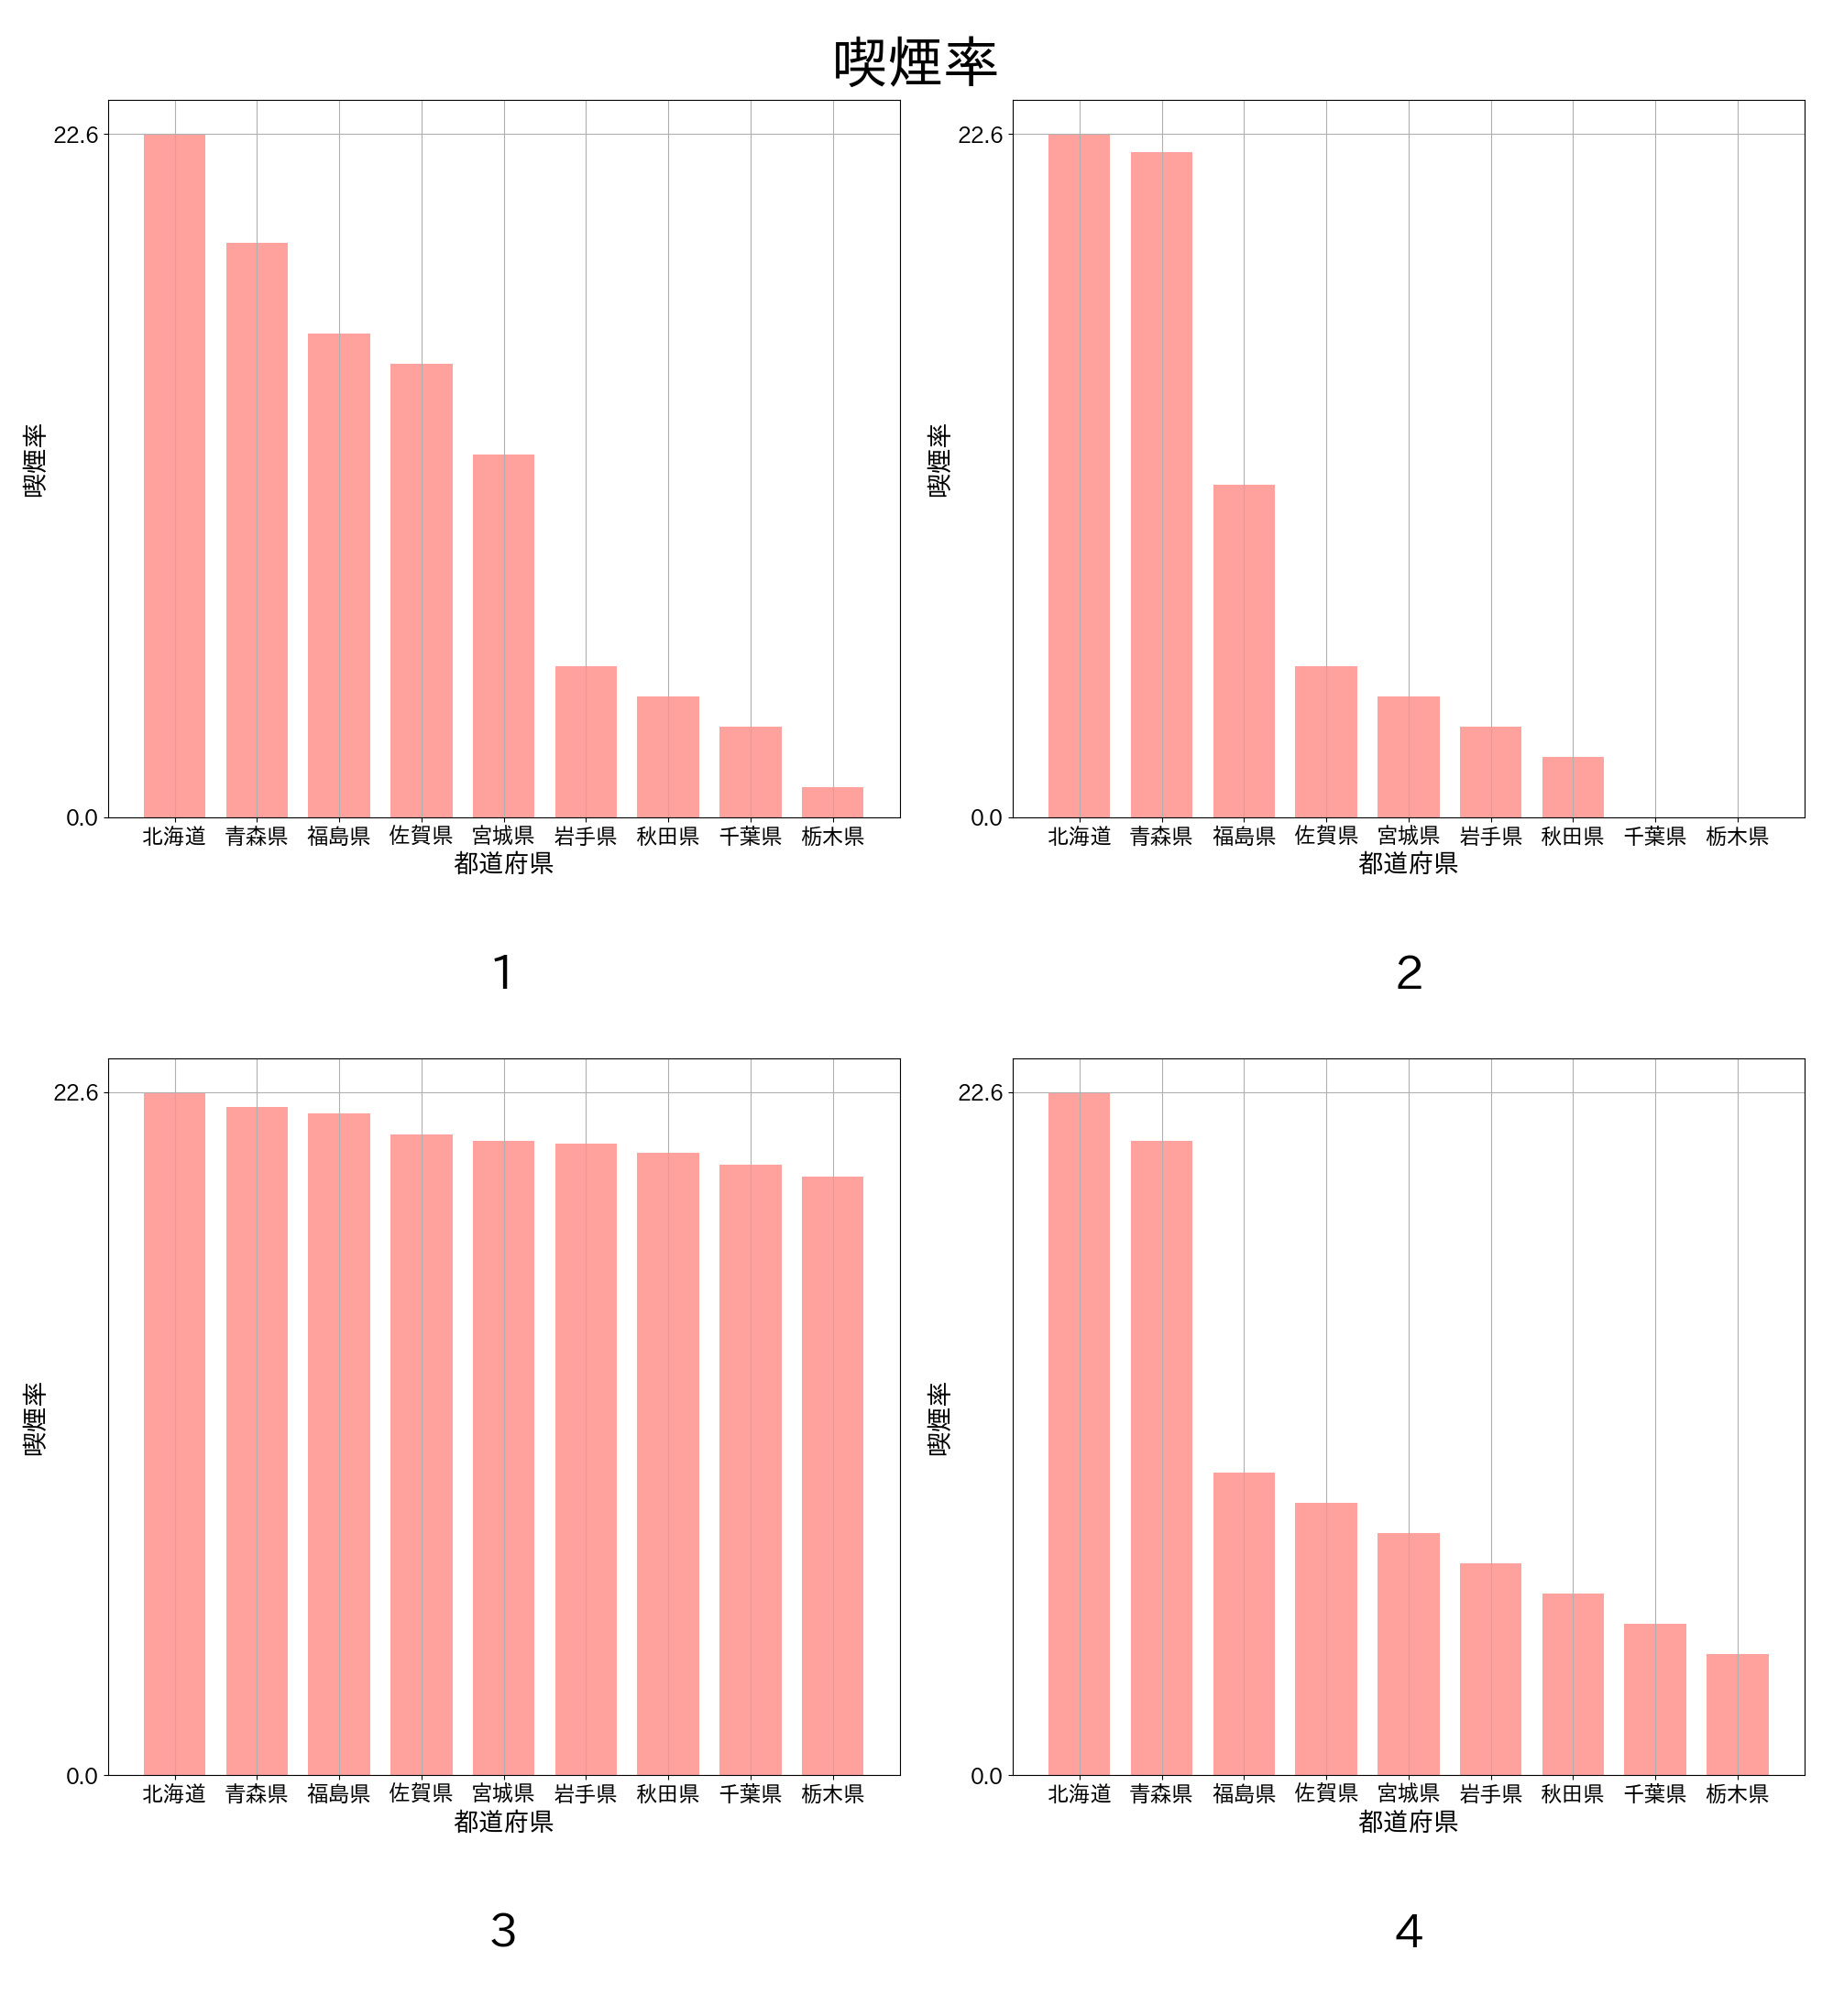 喫煙率
22.6
0.0
喫煙率
北海道 青森県 福島県 佐賀県 宮城県 岩手県 秋田県 千葉県 栃木県
都道府県
1
22.6
0.0
喫煙率
北海道 青森県 福島県 佐賀県 宮城県 岩手県 秋田県 千葉県 栃木県
都道府県
2
22.6
0.0
喫煙率
北海道 青森県 福島県 佐賀県 宮城県 岩手県 秋田県 千葉県 栃木県
都道府県
3
22.6
0.0
喫煙率
北海道 青森県 福島県 佐賀県 宮城県 岩手県 秋田県 千葉県 栃木県
都道府県
4